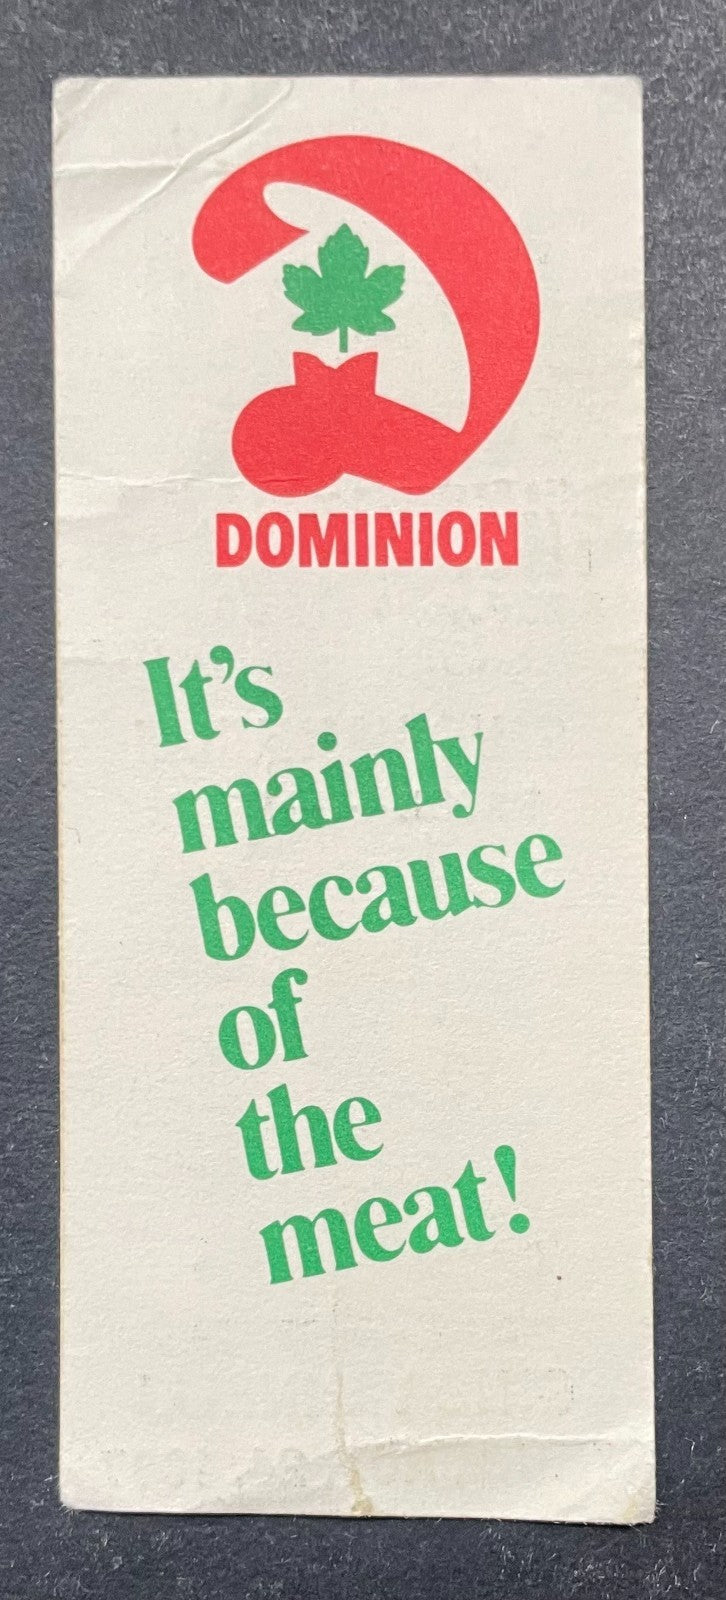 DOMINION
It's
mainly
because
of
the
meat!